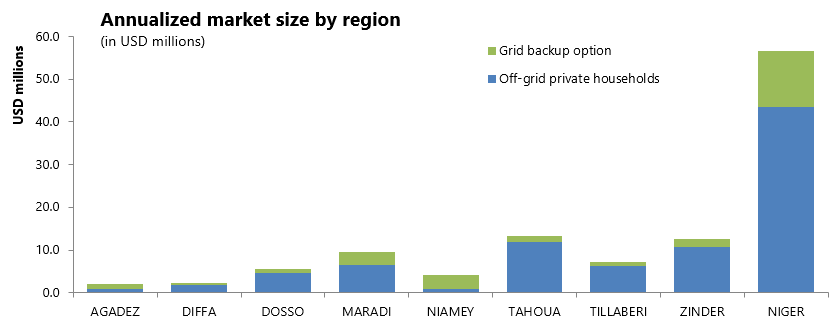 Annualized market size by region
(in USD millions)
USD millions
60.0
50.0
40.0
30.0
20.0
10.0
0.0
Grid backup option
Off-grid private households
AGADEZ DIFFA DOSSO MARADI NIAMEY TAHOUA TILLABERI ZINDER NIGER